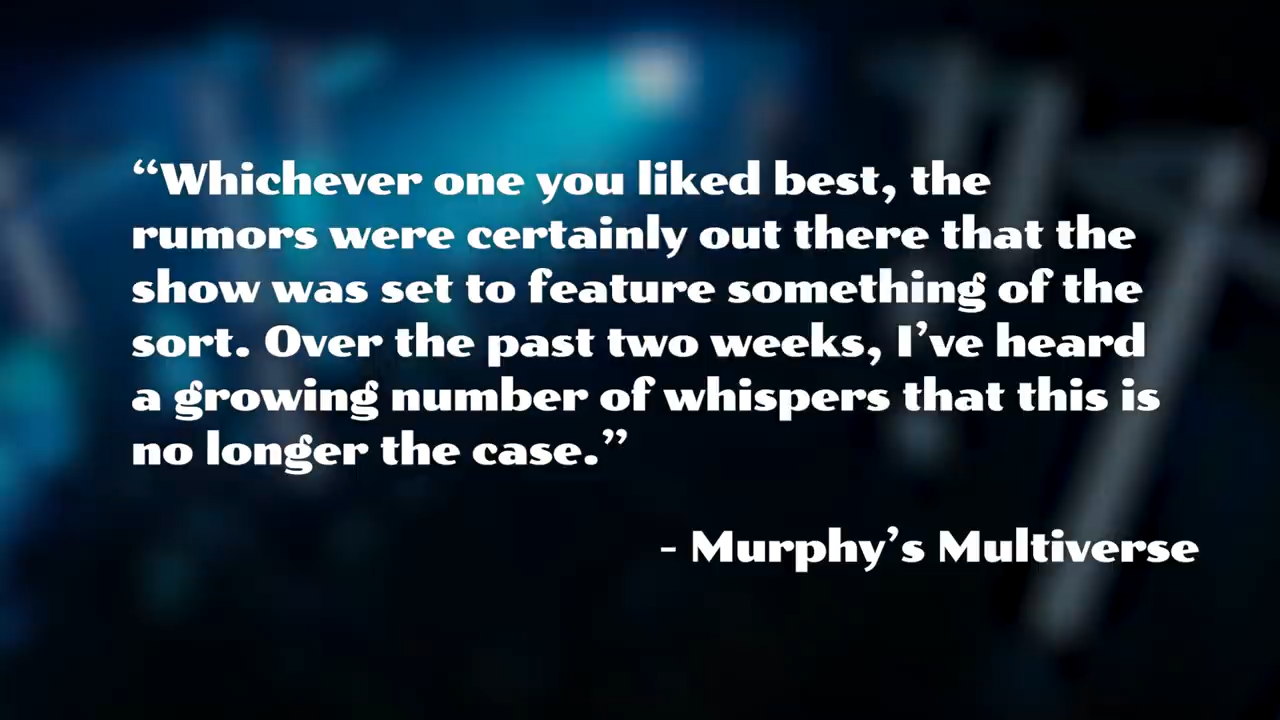 “Whichever one you liked best, the
rumors were certainly out there that the
show was set to feature something of the
sort. Over the past two weeks, I’ve heard
a growing number of whispers that this is
no longer the case.”
- Murphy’s Multiverse